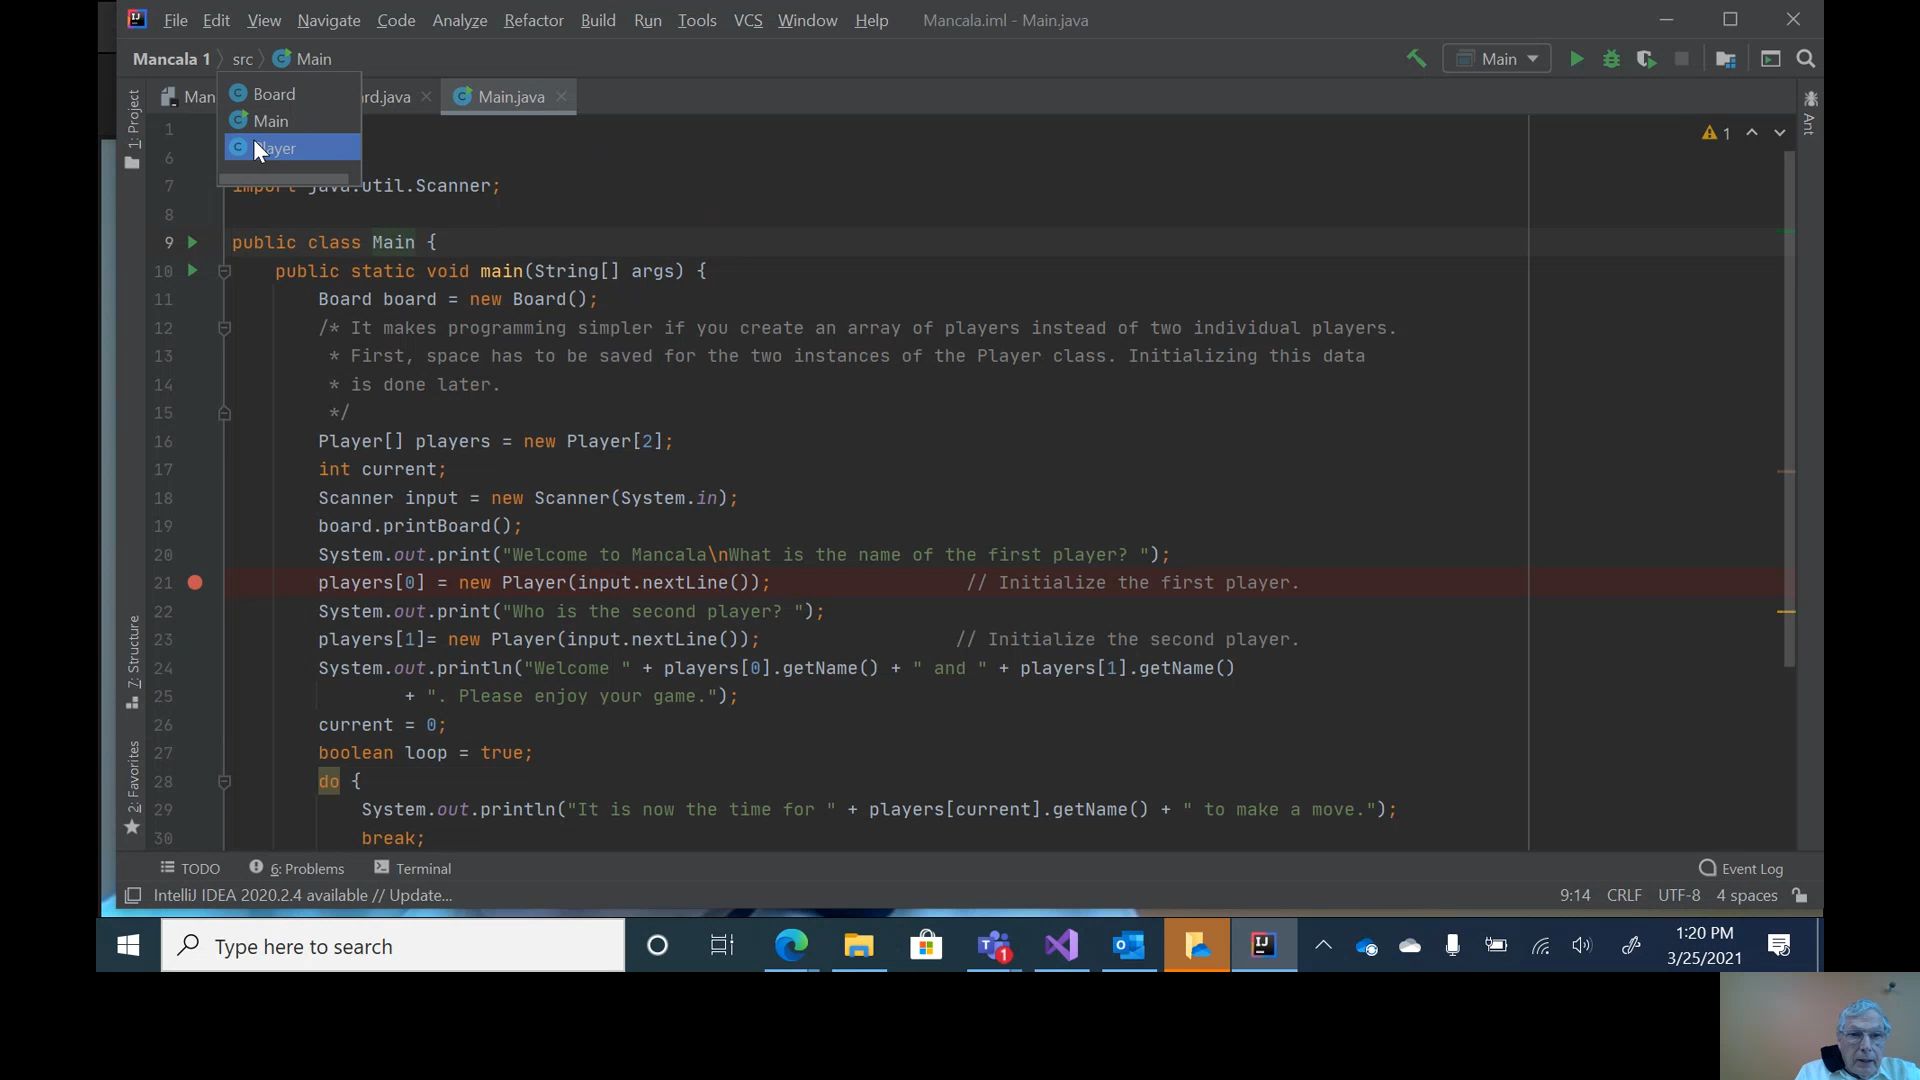 File Edit View Navigate Code Analyze Refactor Build Run Tools VCS Window Help Mancala.iml - Main.java
Mancala 1 src Main
Main
Board
Main
Player
Man
rd.java
Main.java
1: Project
7: Structure
2: Favorites
Ant
1
1
6
7 import java.util.Scanner;
8
9 public class Main {
10 public static void main(String[] args) {
11 Board board = new Board();
12 /* It makes programming simpler if you create an array of players instead of two individual players.
13 * First, space has to be saved for the two instances of the Player class. Initializing this data
14 * is done later.
15 */
16 Player[] players = new Player[2];
17 int current;
18 Scanner input = new Scanner(System.in);
19 board.printBoard();
20 System.out.print("Welcome to Mancala\nWhat is the name of the first player? ");
21 players[0] = new Player(input.nextLine()); // Initialize the first player.
22 System.out.print("Who is the second player? ");
23 players[1]= new Player(input.nextLine()); // Initialize the second player.
24 System.out.println("Welcome " + players[0].getName() + " and " + players[1].getName()
25 + ". Please enjoy your game.");
26 current = 0;
27 boolean loop = true;
28 do {
29 System.out.println("It is now the time for " + players[current].getName() + " to make a move.");
30 break;
TODO 6: Problems Terminal Event Log
IntelliJ IDEA 2020.2.4 available // Update... 9:14 CRLF UTF-8 4 spaces
Type here to search
1
IJ
1:20 PM
3/25/2021